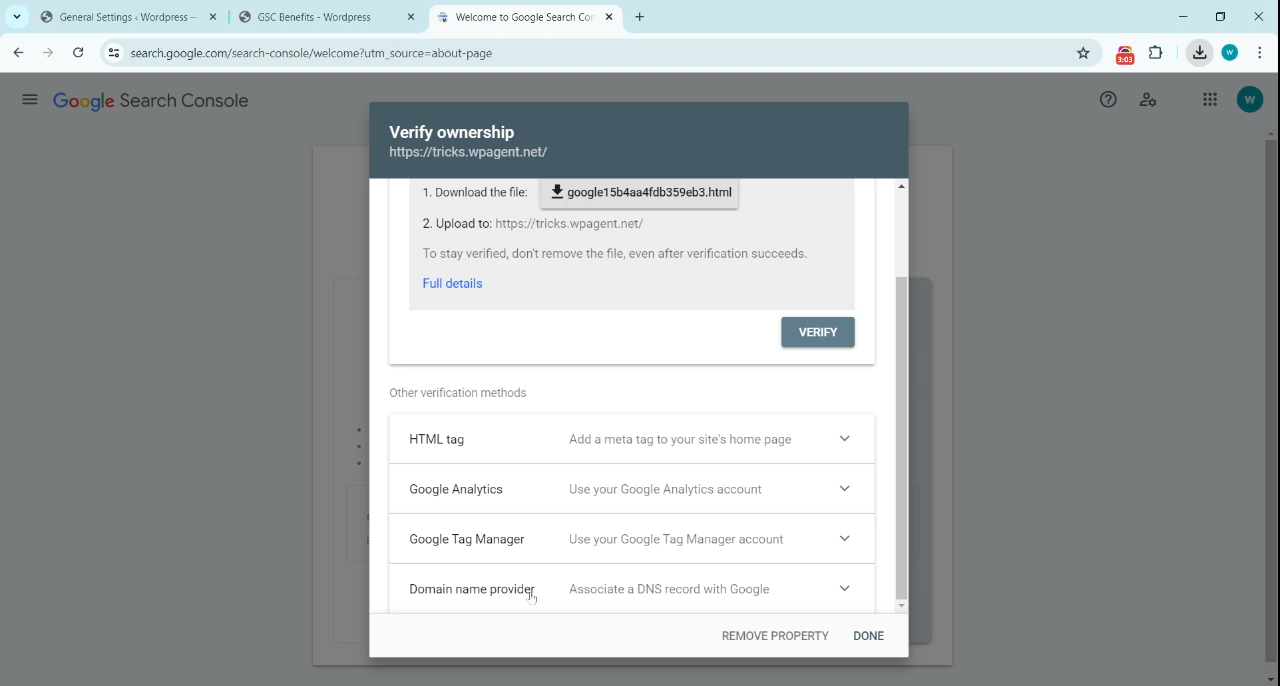 General Settings ‹ Wordpress –
GSC Benefits - Wordpress
Welcome to Google Search Con
search.google.com/search-console/welcome?utm_source=about-page
3:03
W
Google Search Console
W
Verify ownership
https://tricks.wpagent.net/
1. Download the file: google15b4aa4fdb359eb3.html
2. Upload to: https://tricks.wpagent.net/
To stay verified, don't remove the file, even after verification succeeds.
Full details
VERIFY
Other verification methods
HTML tag Add a meta tag to your site's home page
Google Analytics Use your Google Analytics account
Google Tag Manager Use your Google Tag Manager account
Domain name provider Associate a DNS record with Google
REMOVE PROPERTY DONE